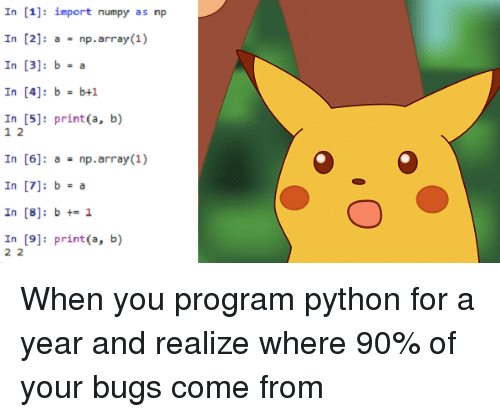 In [1]: import numpy as np
In [2]: a = np.array(1)
In [3]: b = a
In [4]: b = b+1
In [5]: print(a, b)
1 2
In [6]: a = np.array(1)
In [7]: b = a
In [8]: b += 1
In [9]: print(a, b)
2 2
When you program python for a
year and realize where 90% of
your bugs come from